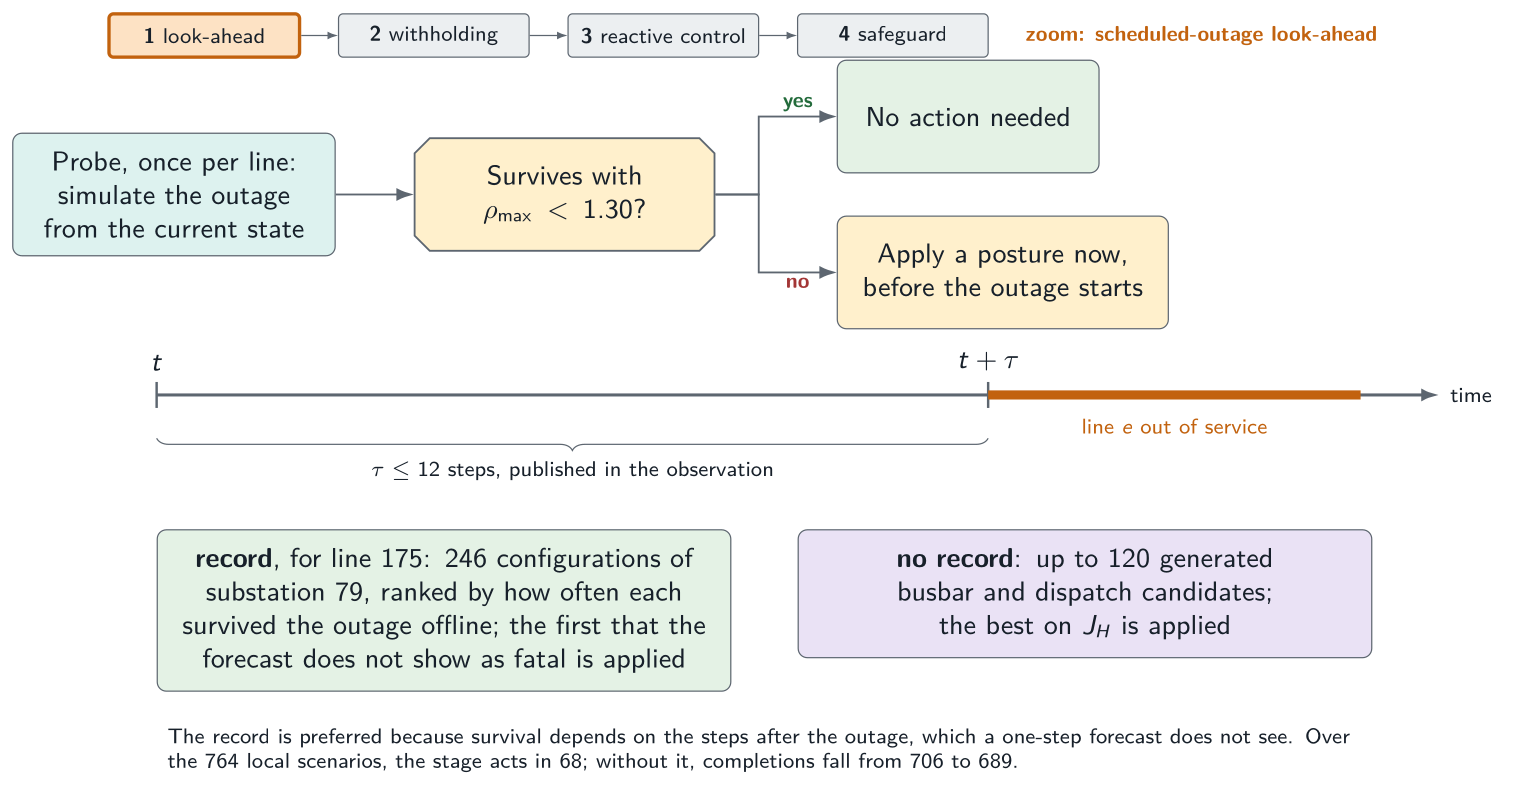 1 look-ahead
2 withholding
3 reactive control
4 safeguard
zoom: scheduled-outage look-ahead
Probe, once per line:
simulate the outage
from the current state
Survives with
ρmax < 1.30?
yes
No action needed
no
Apply a posture now,
before the outage starts
t
t + τ
time
line e out of service
τ ≤ 12 steps, published in the observation
record, for line 175: 246 configurations of
substation 79, ranked by how often each
survived the outage offline; the first that the
forecast does not show as fatal is applied
no record: up to 120 generated
busbar and dispatch candidates;
the best on JH is applied
The record is preferred because survival depends on the steps after the outage, which a one-step forecast does not see. Over
the 764 local scenarios, the stage acts in 68; without it, completions fall from 706 to 689.